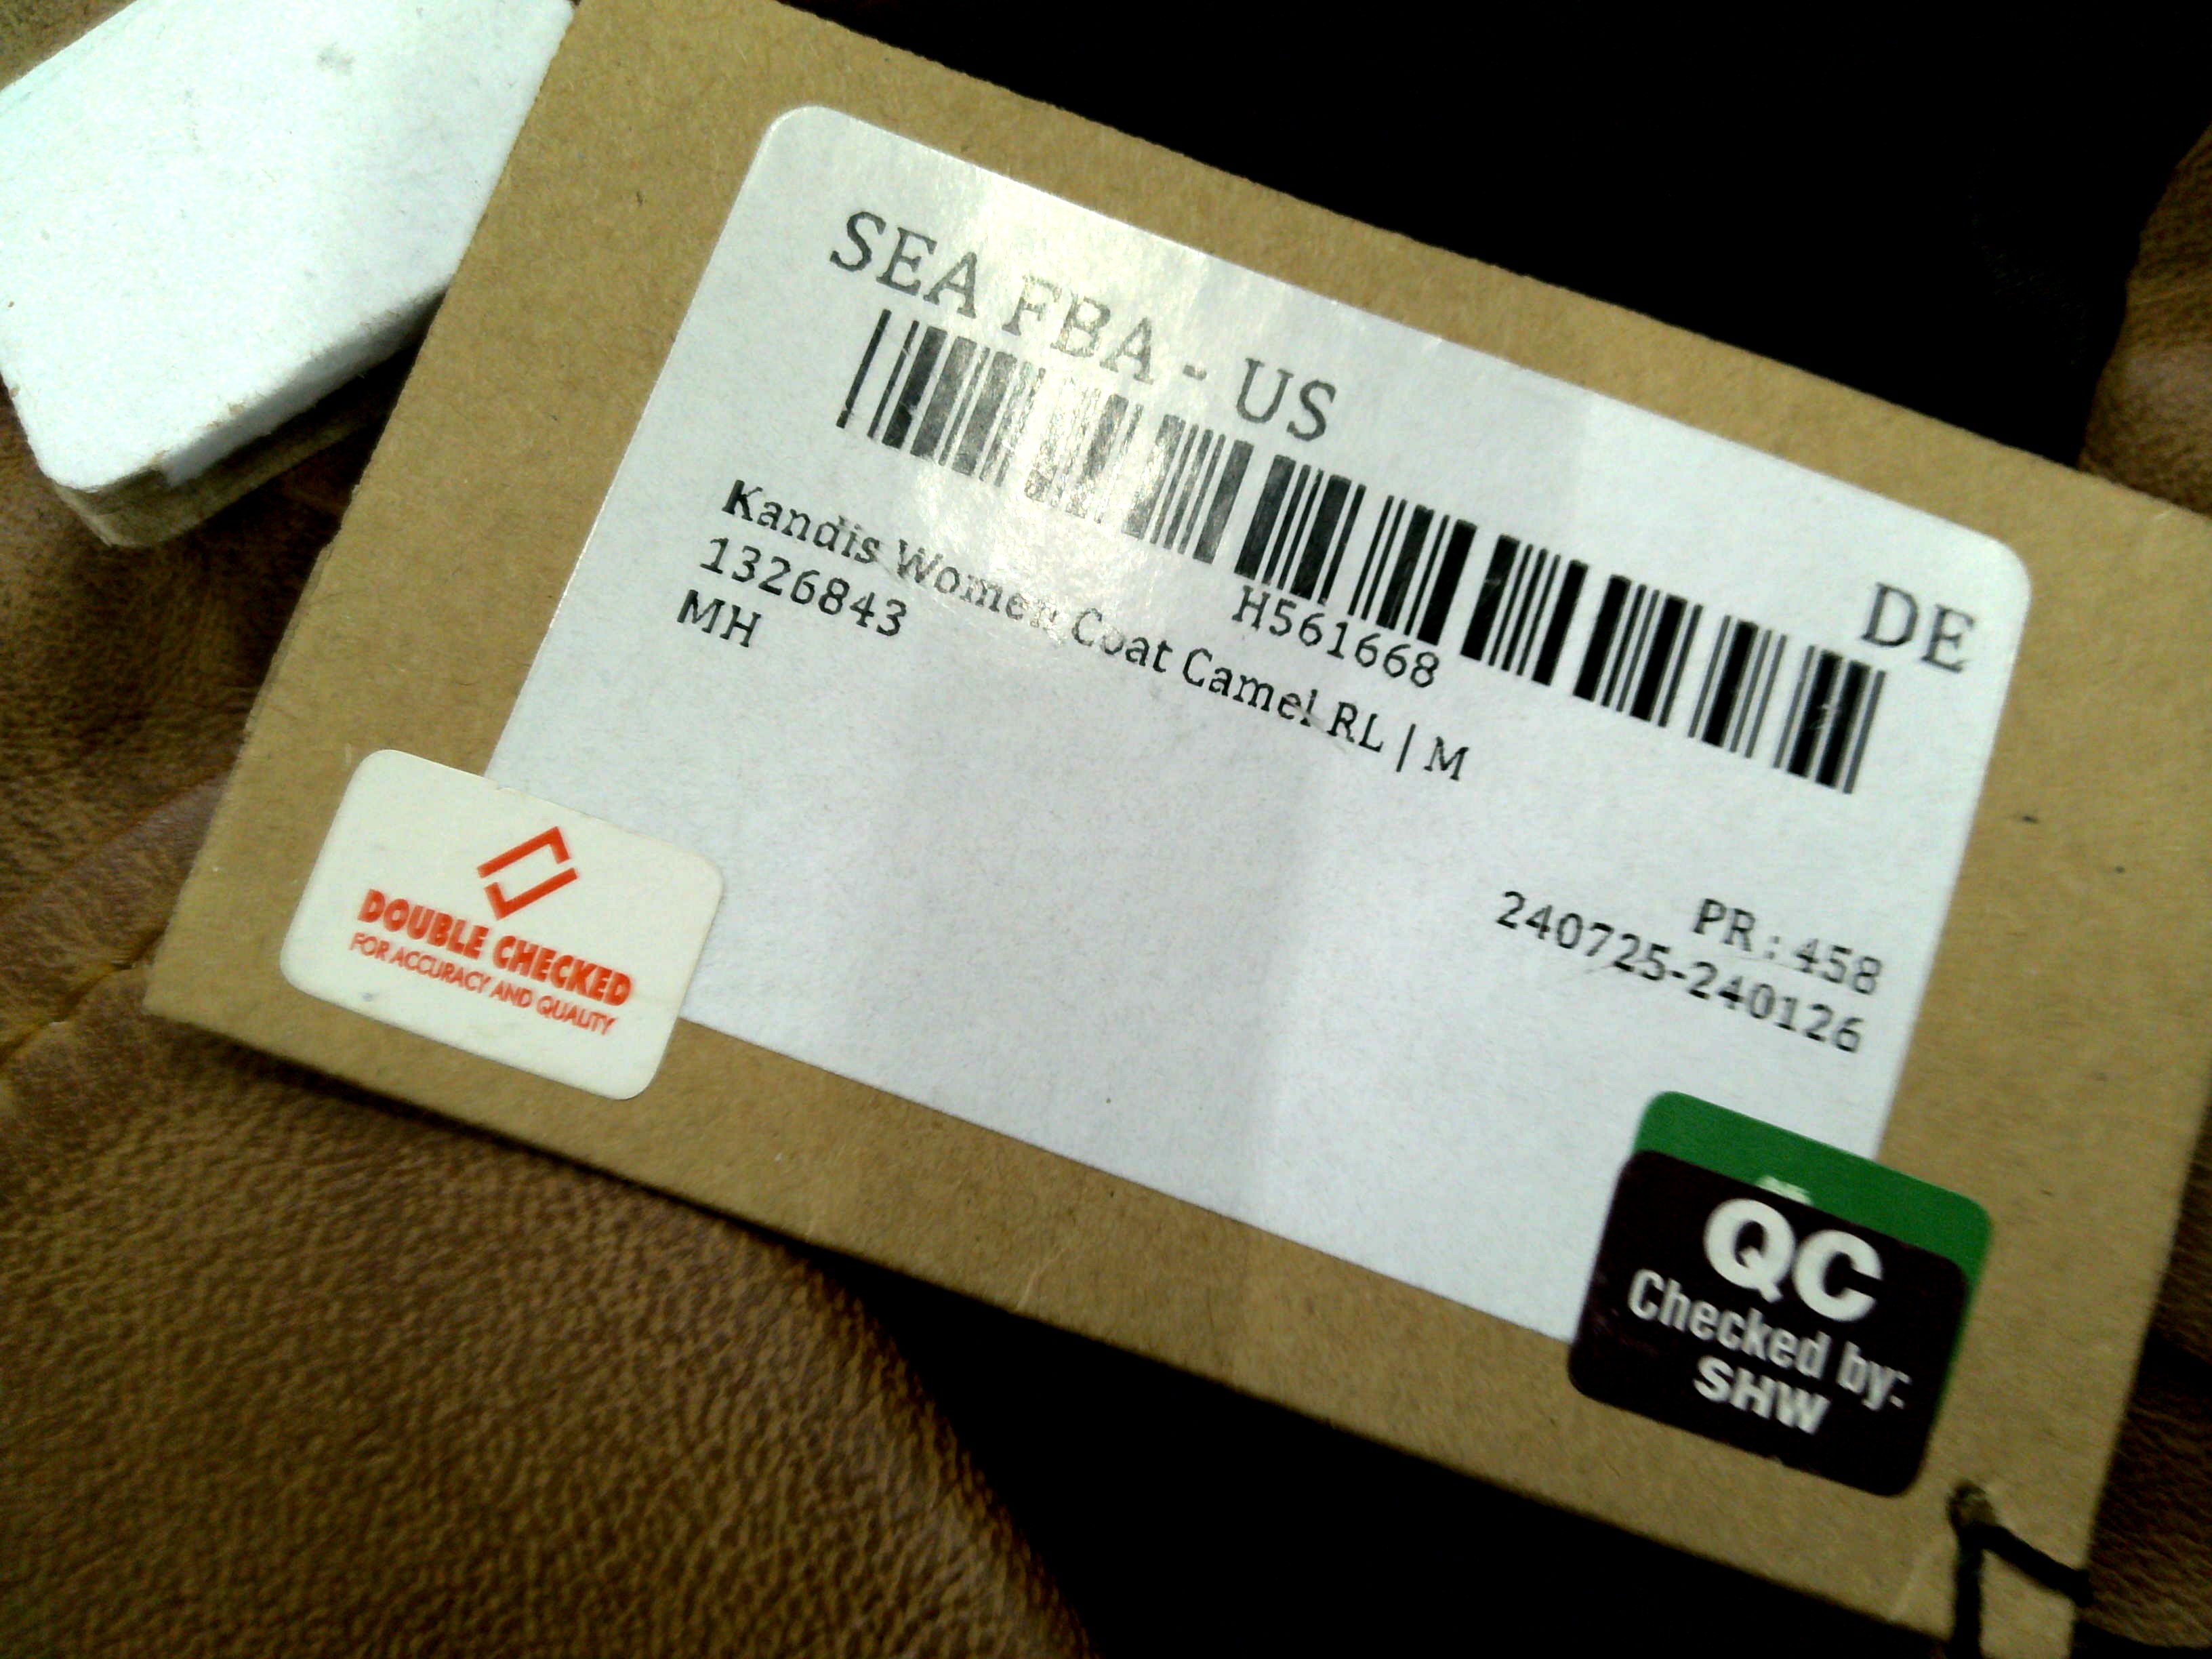 SEA FBA - US
DE
H561668
Kandis Women Coat Camel RL | M
1326843
MH
PR : 458
240725-240126
DOUBLE CHECKED
FOR ACCURACY AND QUALITY
QC
Checked by:
SHW